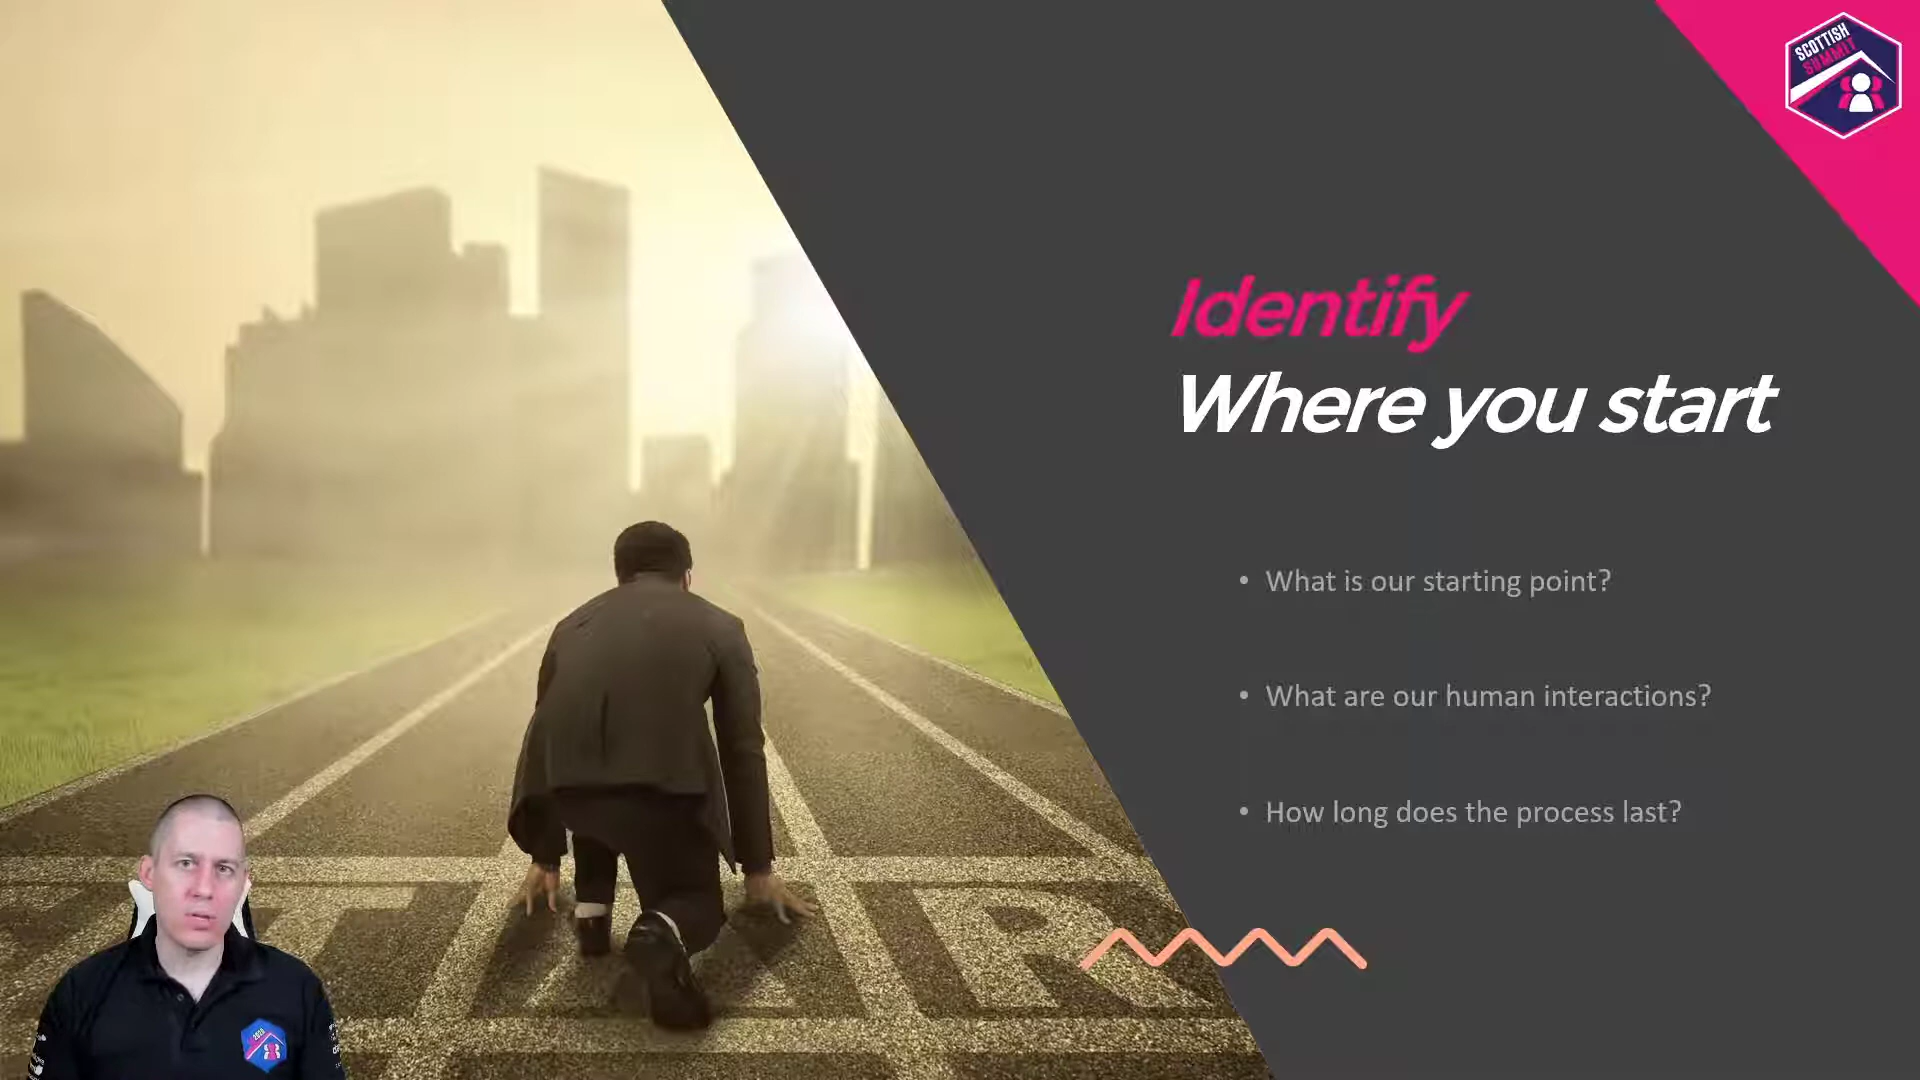 SCOTTISH
SUMMIT
Identify
Where you start
• What is our starting point?
• What are our human interactions?
• How long does the process last?
2020